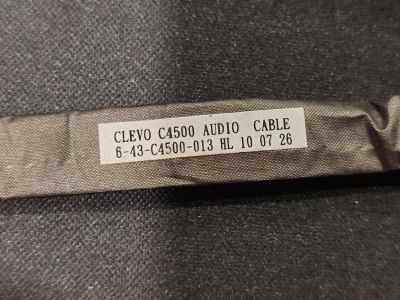 CLEVO C4500 AUDIO CABLE
6-43-C4500-013 HL 10 07 26